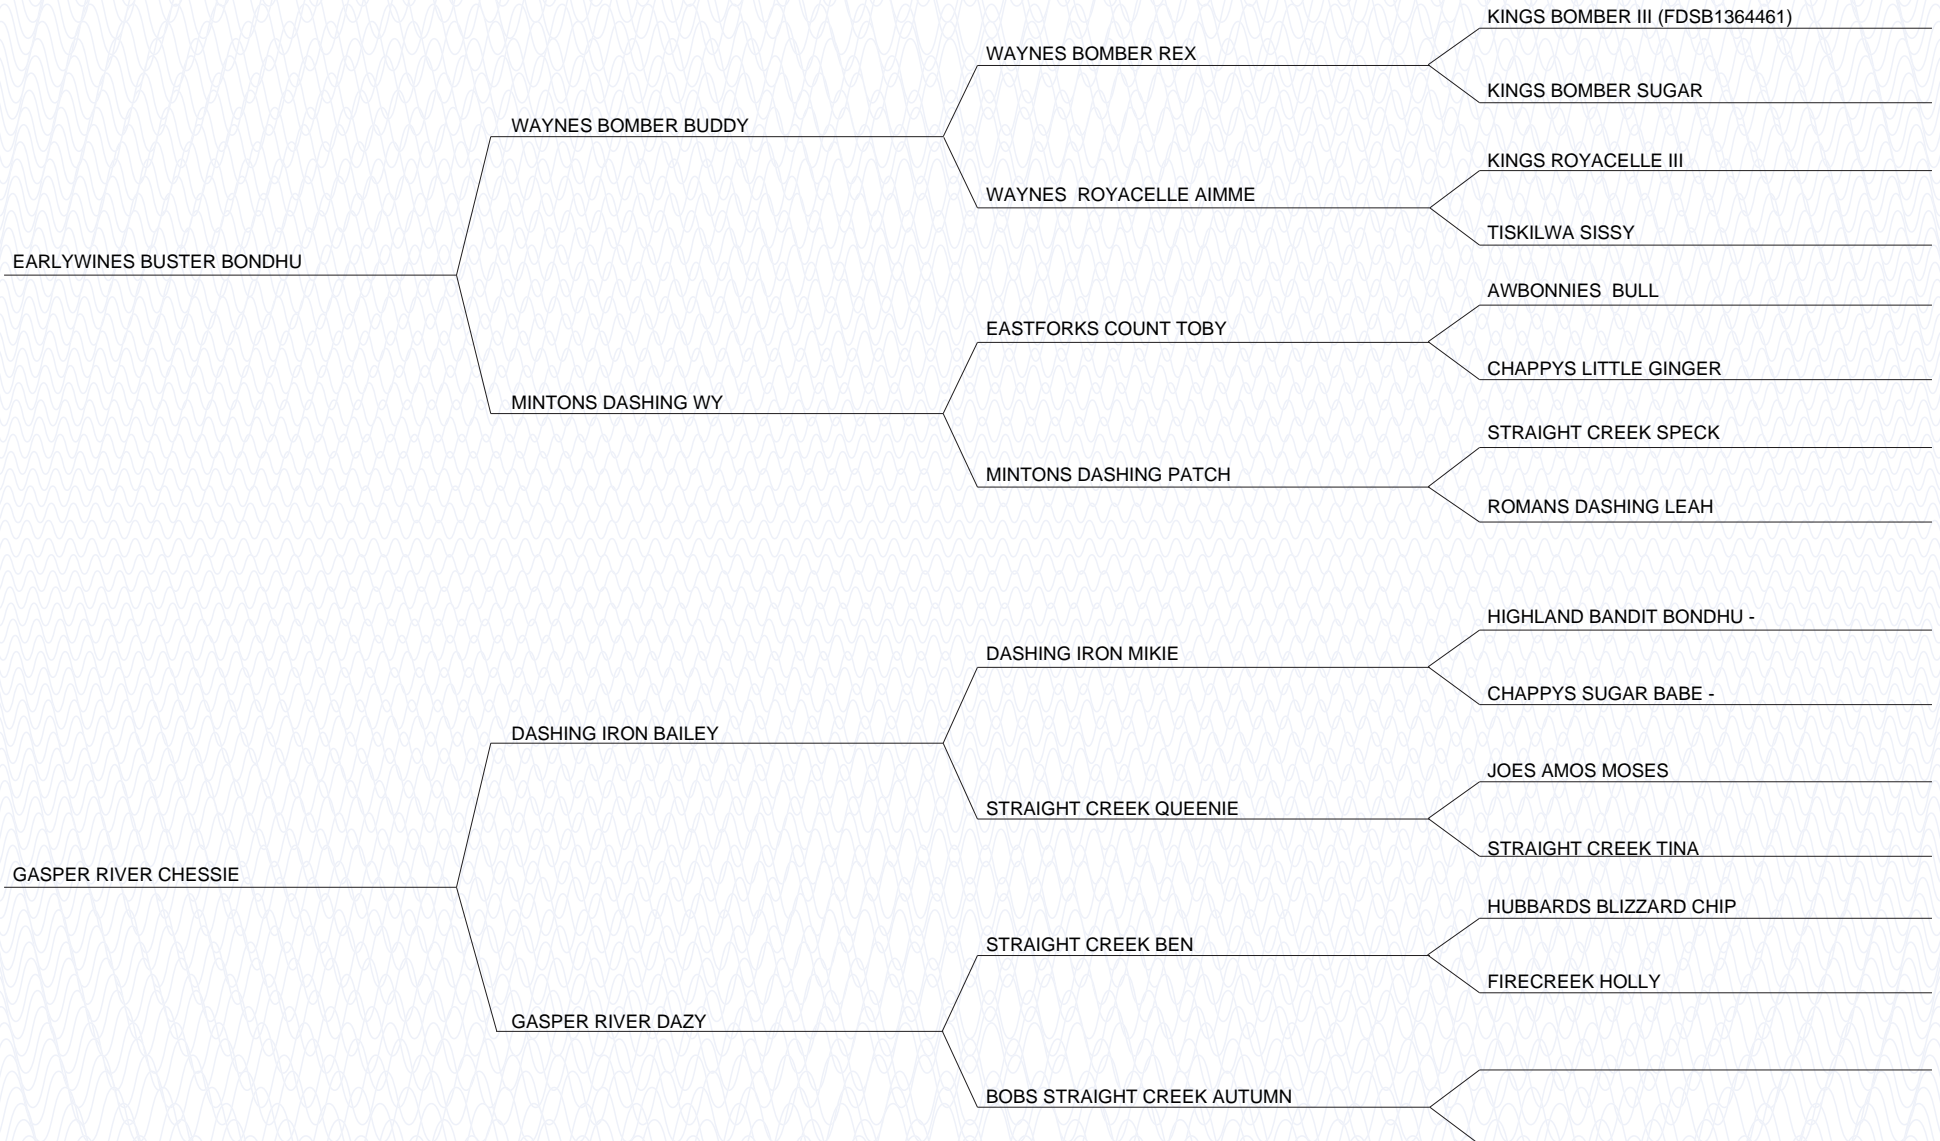 KINGS BOMBER III (FDSB1364461)
WAYNES BOMBER REX
KINGS BOMBER SUGAR
WAYNES BOMBER BUDDY
KINGS ROYACELLE III
WAYNES  ROYACELLE AIMME
TISKILWA SISSY
EARLYWINES BUSTER BONDHU
AWBONNIES  BULL
EASTFORKS COUNT TOBY
CHAPPYS LITTLE GINGER
MINTONS DASHING WY
STRAIGHT CREEK SPECK
MINTONS DASHING PATCH
ROMANS DASHING LEAH
HIGHLAND BANDIT BONDHU -
DASHING IRON MIKIE
CHAPPYS SUGAR BABE -
DASHING IRON BAILEY
JOES AMOS MOSES
STRAIGHT CREEK QUEENIE
STRAIGHT CREEK TINA
GASPER RIVER CHESSIE
HUBBARDS BLIZZARD CHIP
STRAIGHT CREEK BEN
FIRECREEK HOLLY
GASPER RIVER DAZY
BOBS STRAIGHT CREEK AUTUMN